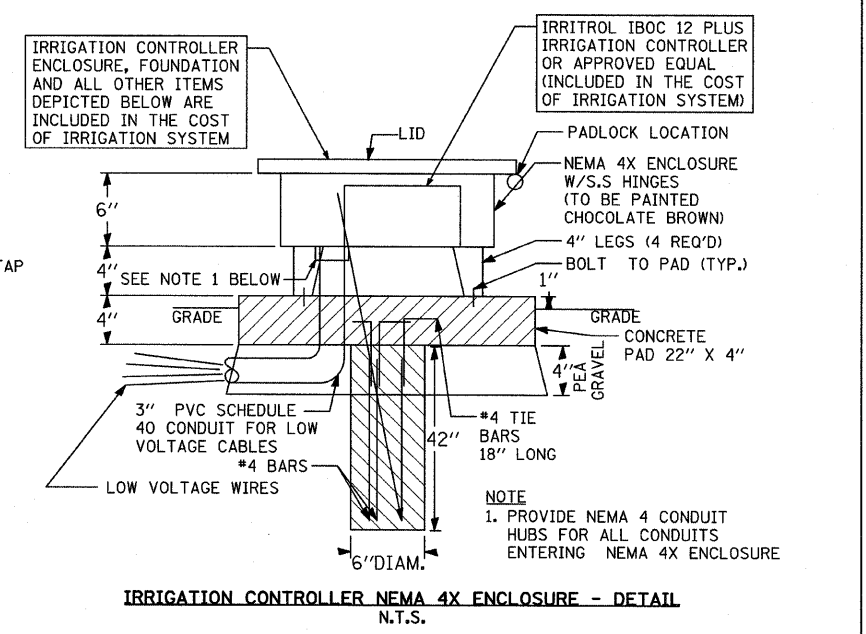 IRRIGATION CONTROLLER
ENCLOSURE, FOUNDATION
AND ALL OTHER ITEMS
DEPICTED BELOW ARE
INCLUDED IN THE COST
OF IRRIGATION SYSTEM
IRRITROL IBOC 12 PLUS
IRRIGATION CONTROLLER
OR APPROVED EQUAL
(INCLUDED IN THE COST
OF IRRIGATION SYSTEM)
LID
PADLOCK LOCATION
NEMA 4X ENCLOSURE
W/S.S HINGES
(TO BE PAINTED
CHOCOLATE BROWN)
6"
4" LEGS (4 REQ'D)
TAP
4"
SEE NOTE 1 BELOW
BOLT TO PAD (TYP.)
1"
4"
GRADE
GRADE
CONCRETE
PAD 22" X 4"
4"
PEA
GRAVEL
3" PVC SCHEDULE
40 CONDUIT FOR LOW
VOLTAGE CABLES
#4 BARS
LOW VOLTAGE WIRES
42"
#4 TIE
BARS
18" LONG
6"DIAM.
NOTE
1. PROVIDE NEMA 4 CONDUIT
HUBS FOR ALL CONDUITS
ENTERING NEMA 4X ENCLOSURE
IRRIGATION CONTROLLER NEMA 4X ENCLOSURE - DETAIL
N.T.S.